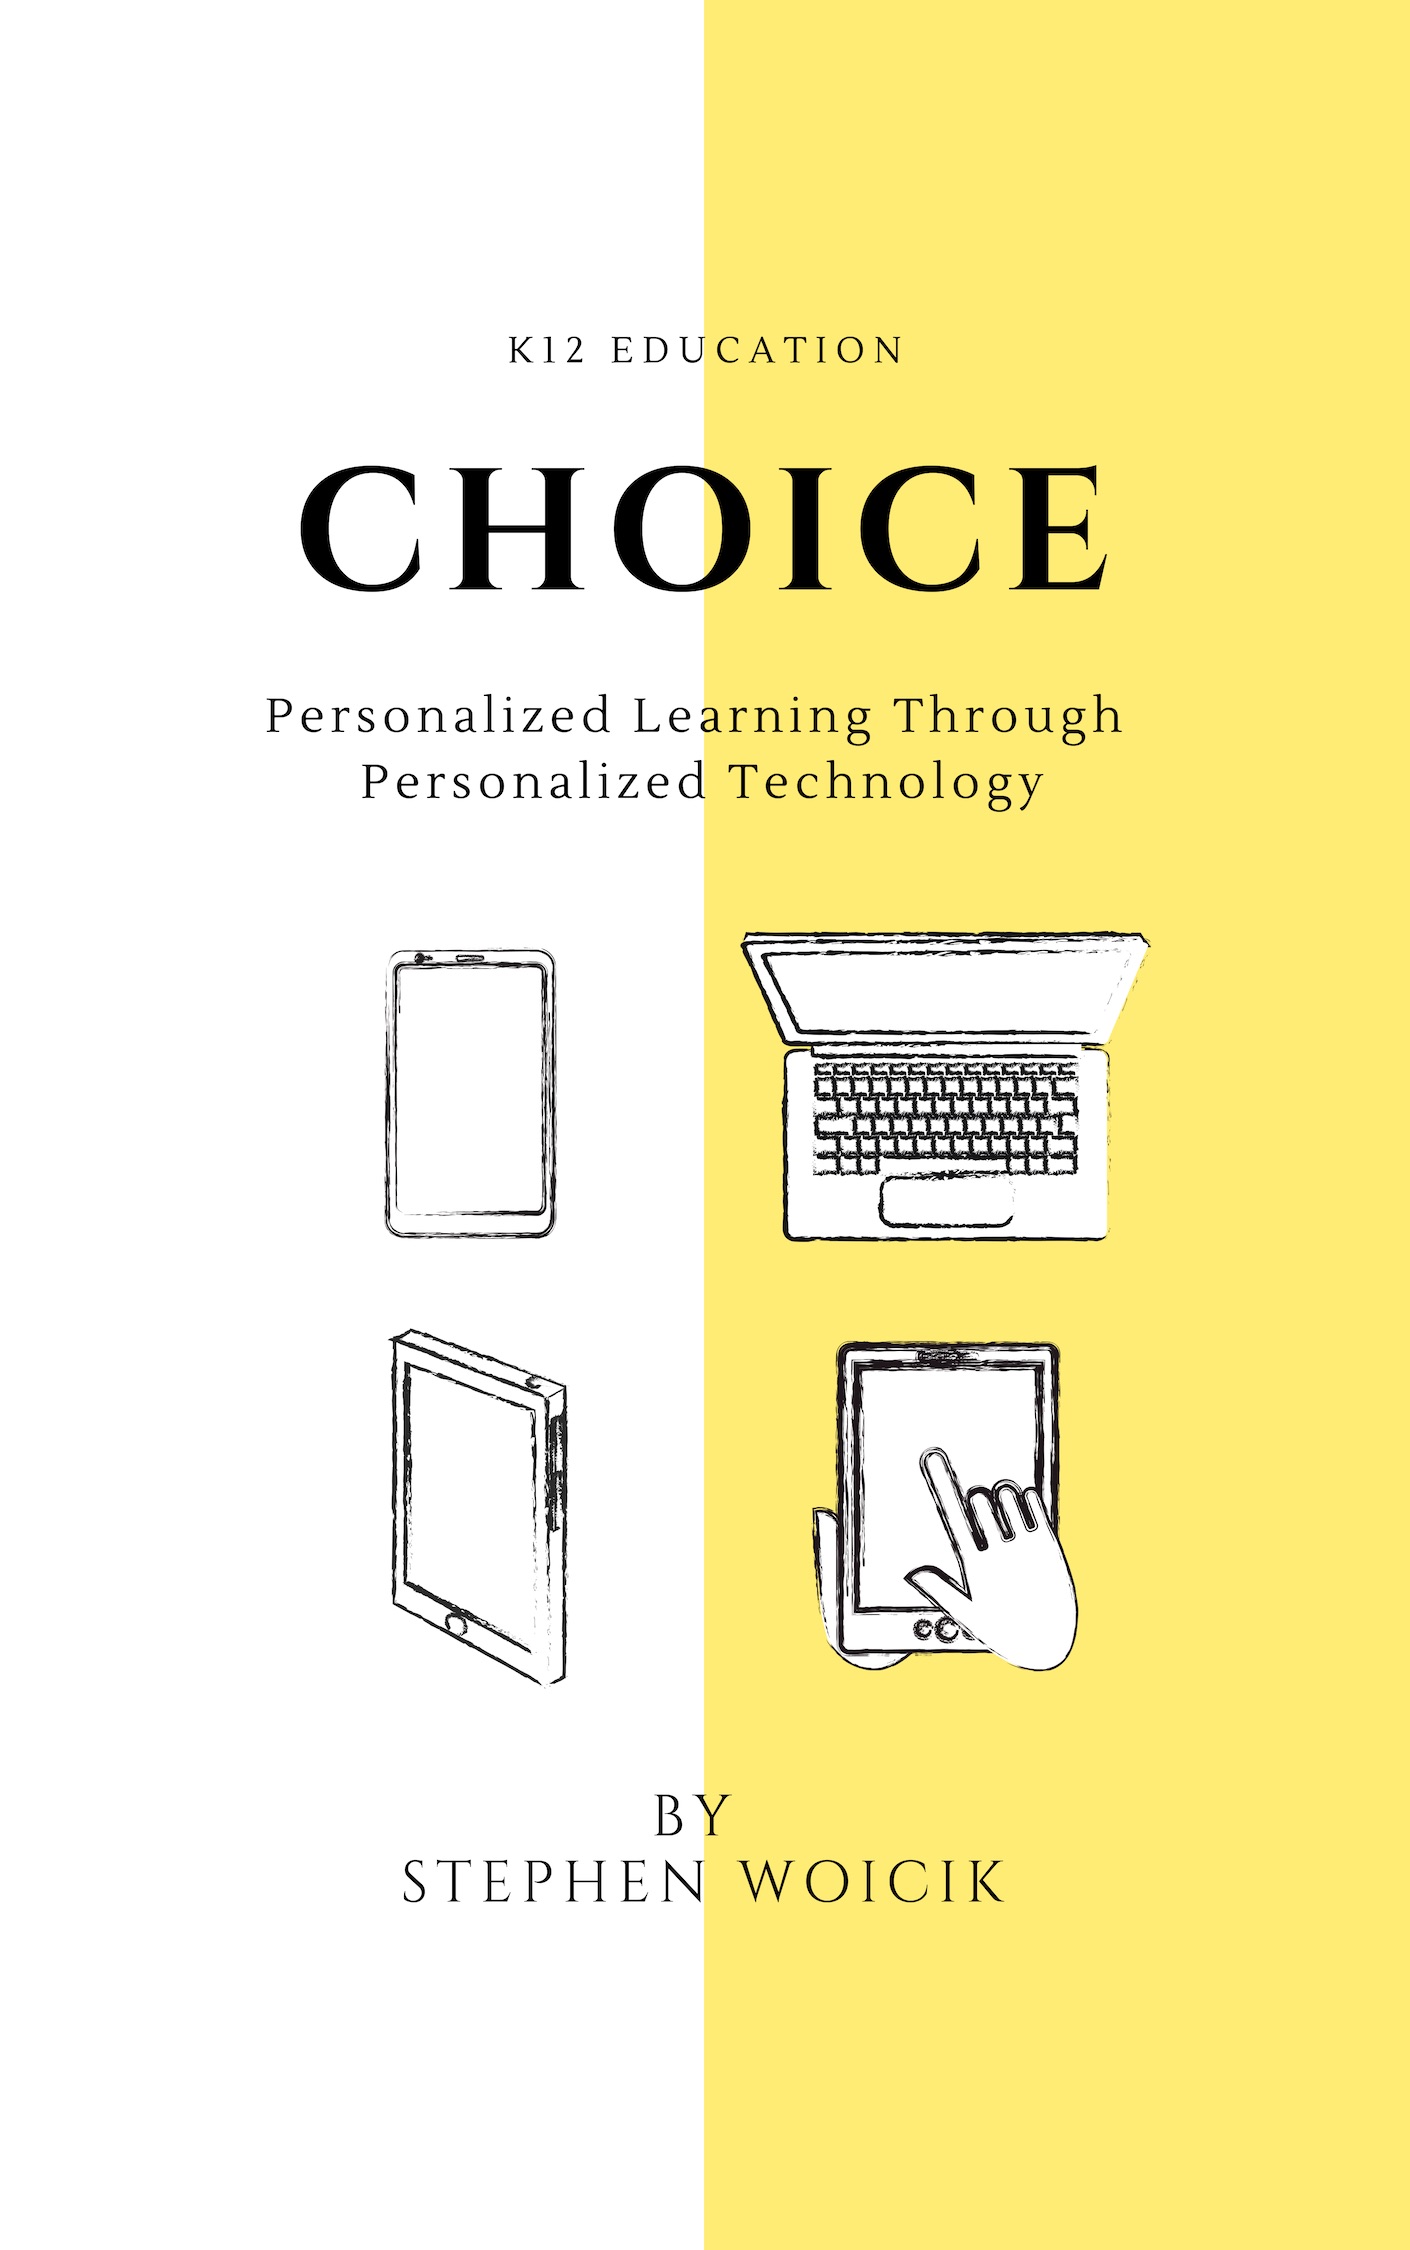 K12 EDUCATION
CHOICE
Personalized Learning Through
Personalized Technology
BY
STEPHEN WOICIK